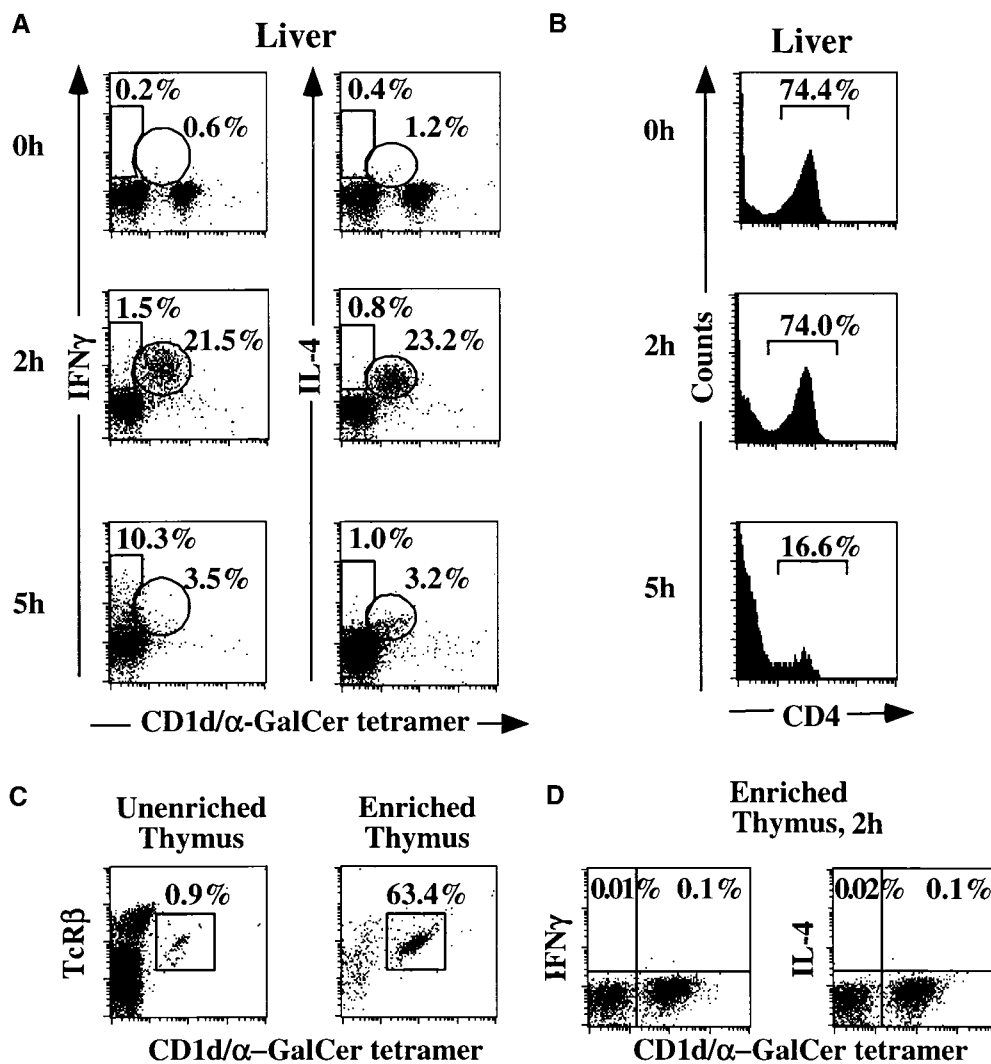 A
Liver
0h
2h
5h
IFNγ
IL-4
0.2%
0.6%
0.4%
1.2%
1.5%
21.5%
0.8%
23.2%
10.3%
3.5%
1.0%
3.2%
CD1d/α-GalCer tetramer
B
Liver
0h
2h
5h
Counts
74.4%
74.0%
16.6%
CD4
C
Unenriched
Thymus
Enriched
Thymus
0.9%
63.4%
TcRβ
CD1d/α–GalCer tetramer
D
Enriched
Thymus, 2h
IFNγ
0.01%
0.1%
IL-4
0.02%
0.1%
CD1d/α–GalCer tetramer